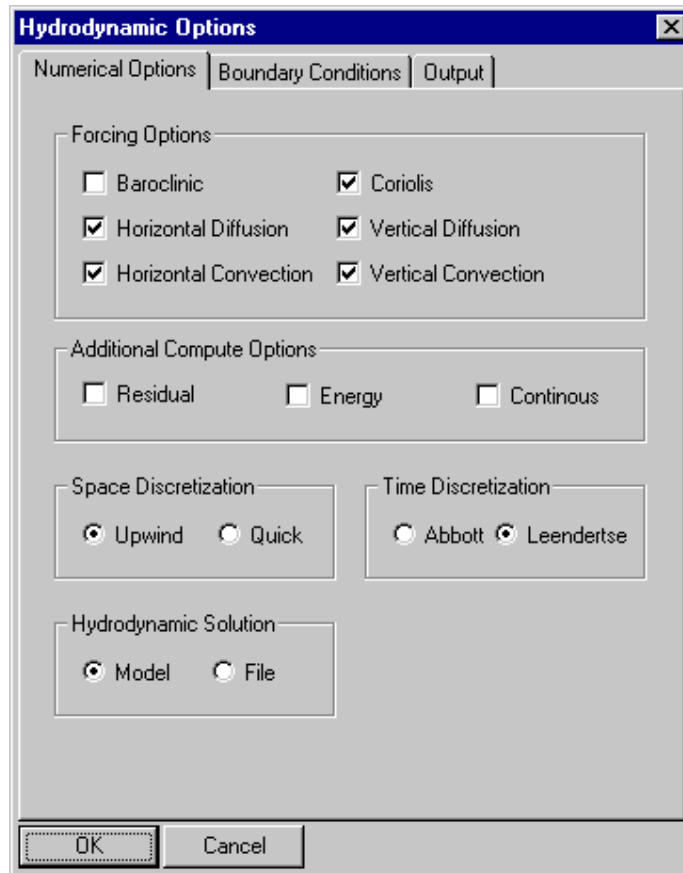 Hydrodynamic Options
Numerical Options Boundary Conditions Output
Forcing Options
Baroclinic Coriolis
Horizontal Diffusion Vertical Diffusion
Horizontal Convection Vertical Convection
Additional Compute Options
Residual Energy Continous
Space Discretization Time Discretization
Upwind Quick Abbott Leendertse
Hydrodynamic Solution
Model File
OK Cancel